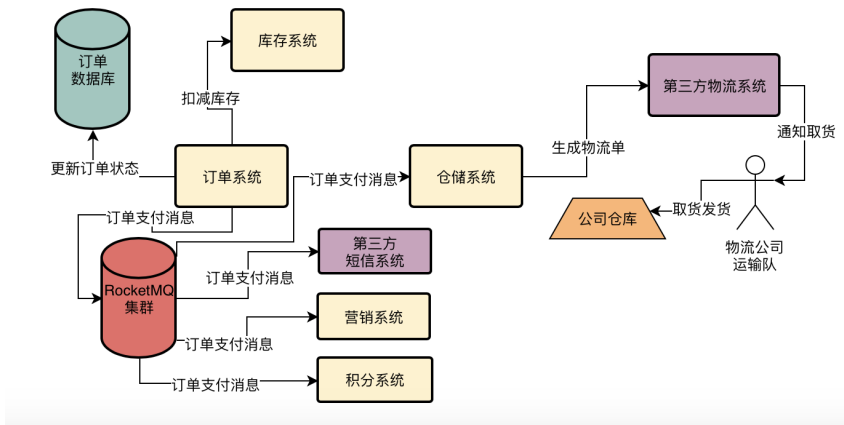 订单
数据库
库存系统
扣减库存
第三方物流系统
更新订单状态
订单系统
订单支付消息
仓储系统
生成物流单
通知取货
订单支付消息
取货发货
公司仓库
物流公司
运输队
第三方
短信系统
订单支付消息
RocketMQ
集群
营销系统
订单支付消息
积分系统
订单支付消息